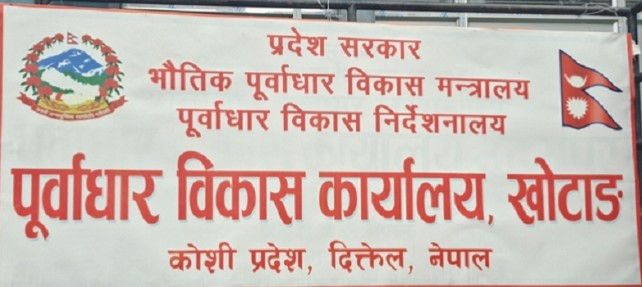 प्रदेश सरकार
भौतिक पूर्वाधार विकास मन्त्रालय
पूर्वाधार विकास निर्देशनालय
पूर्वाधार विकास कार्यालय, खोटाङ
कोशी प्रदेश, दिक्तेल, नेपाल